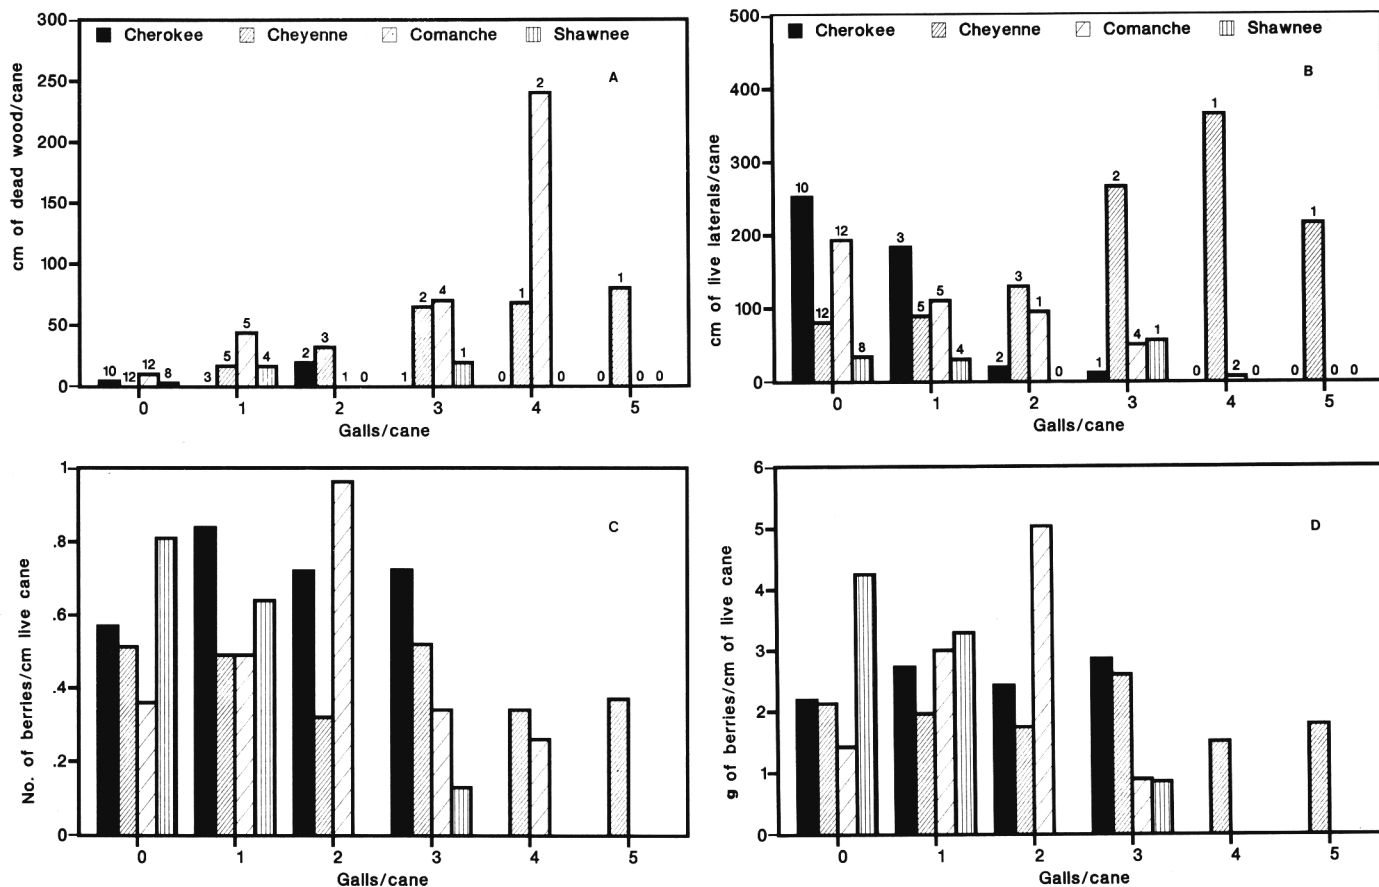 300
250
200
150
100
50
0
cm of dead wood/cane
Cherokee Cheyenne Comanche Shawnee
A
10 12 12 8
3 5 5 4
2 3 1 0
1 2 4 1
0 1 2 0
0 1 0 0
0 1 2 3 4 5
Galls/cane
500
400
300
200
100
0
cm of live laterals/cane
Cherokee Cheyenne Comanche Shawnee
B
10 12 12 8
3 5 5 4
2 3 1 0
1 2 4 1
0 1 2 0
0 1 0 0
0 1 2 3 4 5
Galls/cane
1
.8
.6
.4
.2
0
No. of berries/cm live cane
C
0 1 2 3 4 5
Galls/cane
6
5
4
3
2
1
0
g of berries/cm of live cane
D
0 1 2 3 4 5
Galls/cane